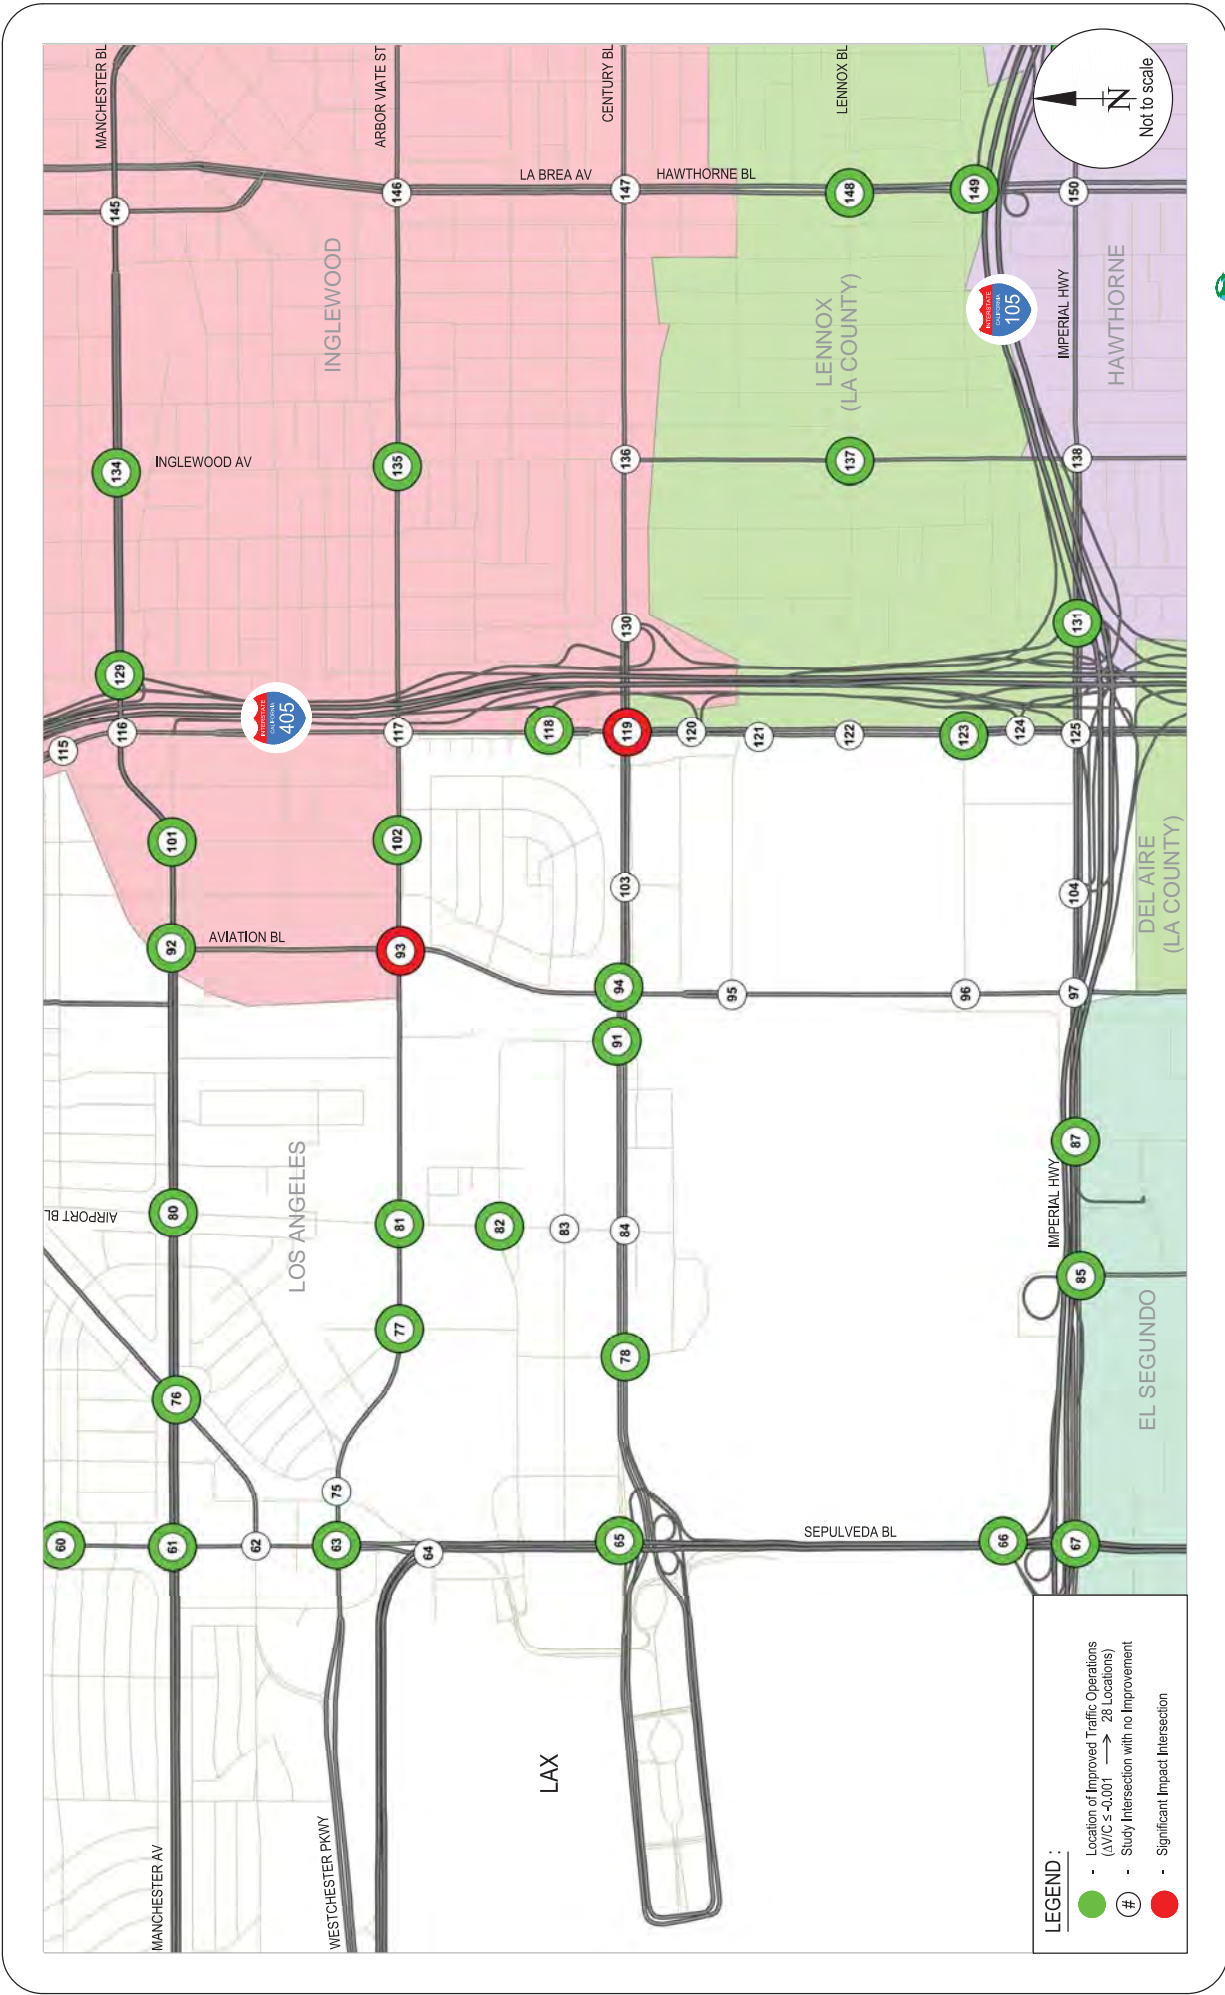 MANCHESTER BL
ARBOR VIATE ST
CENTURY BL
LENNOX BL
LA BREA AV
HAWTHORNE BL
145
146
147
148
149
150
N
Not to scale
INGLEWOOD
LENNOX
(LA COUNTY)
INTERSTATE
CALIFORNIA
105
IMPERIAL HWY
HAWTHORNE
INGLEWOOD AV
134
135
136
137
138
129
130
131
INTERSTATE
CALIFORNIA
405
115
116
117
118
119
120
121
122
123
124
125
101
102
103
104
DEL AIRE
(LA COUNTY)
AVIATION BL
92
93
94
95
96
97
91
AIRPORT BL
LOS ANGELES
80
81
82
83
84
87
IMPERIAL HWY
85
76
77
78
EL SEGUNDO
75
60
61
62
63
64
65
66
67
SEPULVEDA BL
LAX
MANCHESTER AV
WESTCHESTER PKWY
LEGEND :
- Location of Improved Traffic Operations
(ΔV/C ≤ -0.001 → 28 Locations)
# - Study Intersection with no Improvement
- Significant Impact Intersection